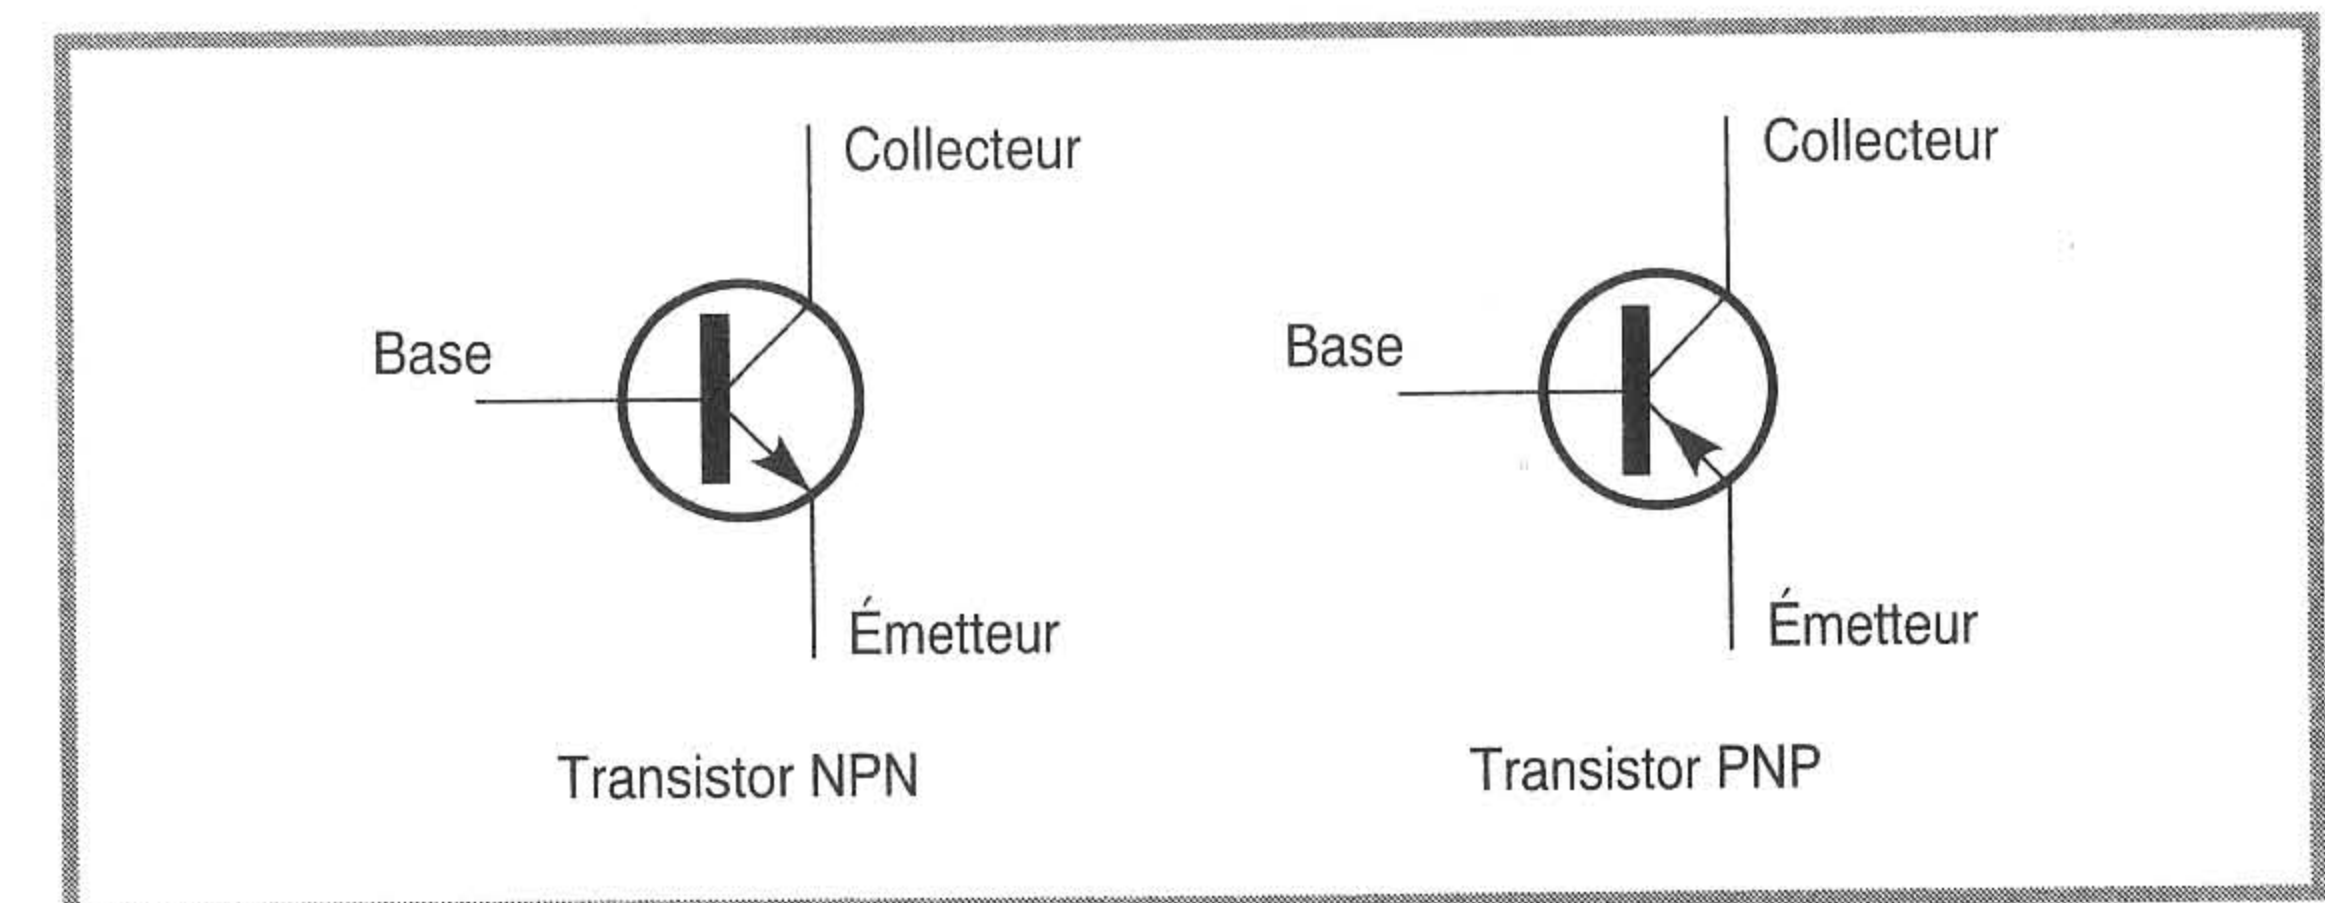 Collecteur
Base
Émetteur
Transistor NPN
Collecteur
Base
Émetteur
Transistor PNP